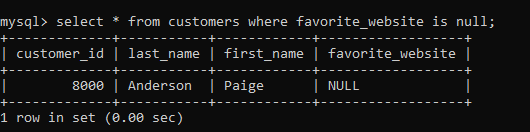 mysql> select * from customers where favorite_website is null;
+-------------+-----------+------------+------------------+
| customer_id | last_name | first_name | favorite_website |
+-------------+-----------+------------+------------------+
|        8000 | Anderson  | Paige      | NULL             |
+-------------+-----------+------------+------------------+
1 row in set (0.00 sec)